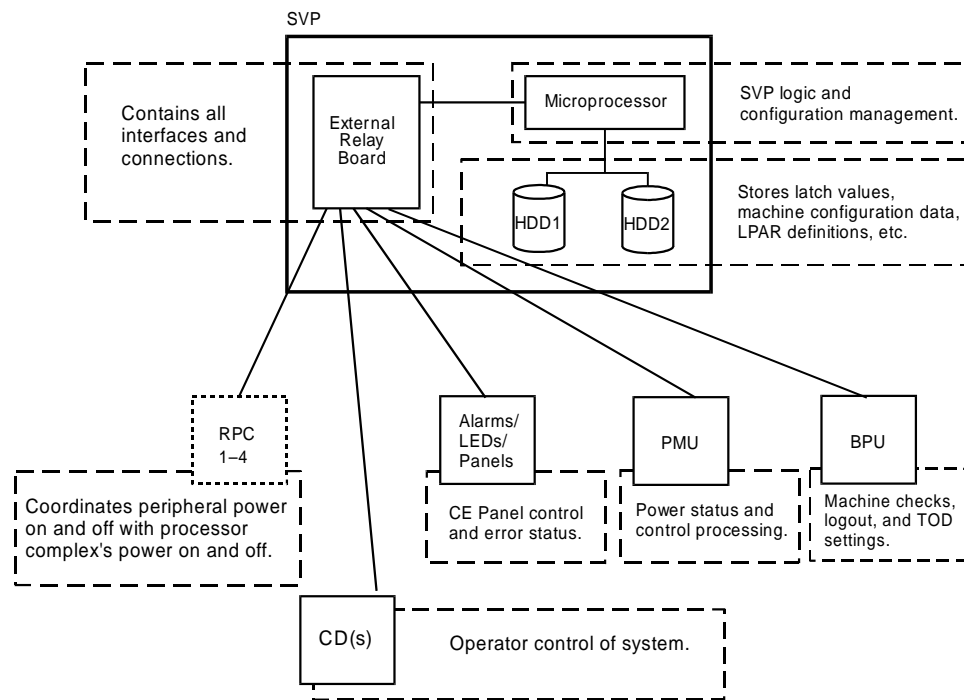 SVP
Contains all
interfaces and
connections.
External
Relay
Board
Microprocessor
SVP logic and
configuration management.
HDD1
HDD2
Stores latch values,
machine configuration data,
LPAR definitions, etc.
RPC
1–4
Coordinates peripheral power
on and off with processor
complex's power on and off.
Alarms/
LEDs/
Panels
CE Panel control
and error status.
PMU
Power status and
control processing.
BPU
Machine checks,
logout, and TOD
settings.
CD(s)
Operator control of system.